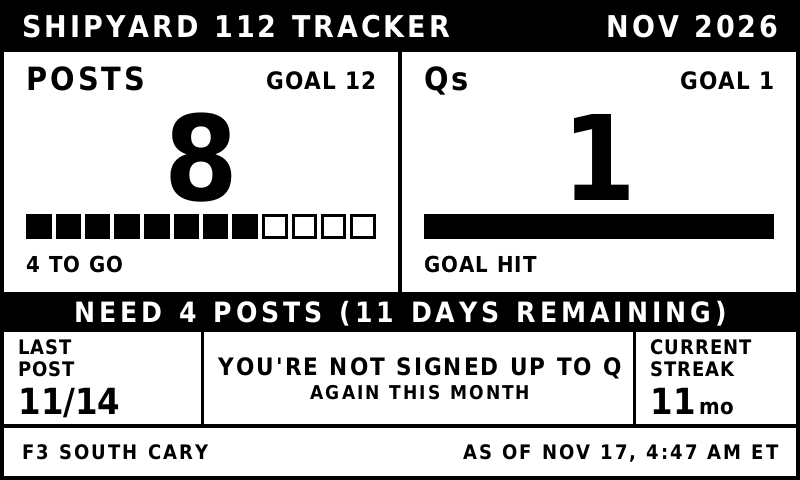 SHIPYARD 112 TRACKER NOV 2026
POSTS GOAL 12
8
4 TO GO
Qs GOAL 1
1
GOAL HIT
NEED 4 POSTS (11 DAYS REMAINING)
LAST
POST
11/14
YOU'RE NOT SIGNED UP TO Q
AGAIN THIS MONTH
CURRENT
STREAK
11mo
F3 SOUTH CARY AS OF NOV 17, 4:47 AM ET